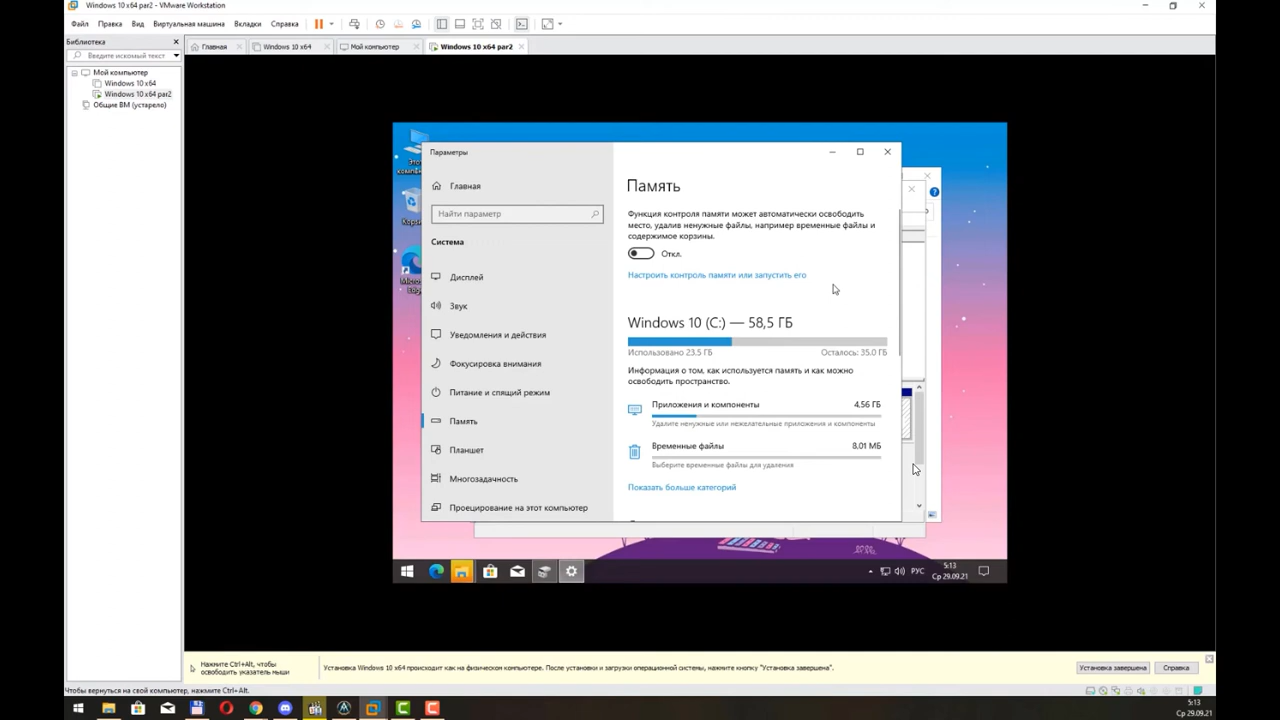 Windows 10 x64 par2 - VMware Workstation
Файл Правка Вид Виртуальная машина Вкладки Справка
Библиотека
Введите искомый текст
Мой компьютер
Windows 10 x64
Windows 10 x64 par2
Общие ВМ (устарело)
Главная Windows 10 x64 Мой компьютер Windows 10 x64 par2
Параметры
Главная
Найти параметр
Система
Дисплей
Звук
Уведомления и действия
Фокусировка внимания
Питание и спящий режим
Память
Планшет
Многозадачность
Проецирование на этот компьютер
Память
Функция контроля памяти может автоматически освободить
место, удалив ненужные файлы, например временные файлы и
содержимое корзины.
Откл.
Настроить контроль памяти или запустить его
Windows 10 (C:) — 58,5 ГБ
Использовано 23.5 ГБ Осталось: 35.0 ГБ
Информация о том, как используется память и как можно
освободить пространство.
Приложения и компоненты 4,56 ГБ
Удалите ненужные или нежелательные приложения и компоненты
Временные файлы 8,01 МБ
Выберите временные файлы для удаления
Показать больше категорий
РУС
5:13
Ср 29.09.21
Нажмите Ctrl+Alt, чтобы
освободить указатель мыши
Установка Windows 10 x64 происходит как на физическом компьютере. После установки и загрузки операционной системы, нажмите кнопку "Установка завершена".
Установка завершена
Справка
Чтобы вернуться на свой компьютер, нажмите Ctrl+Alt.
5:13
Ср 29.09.21